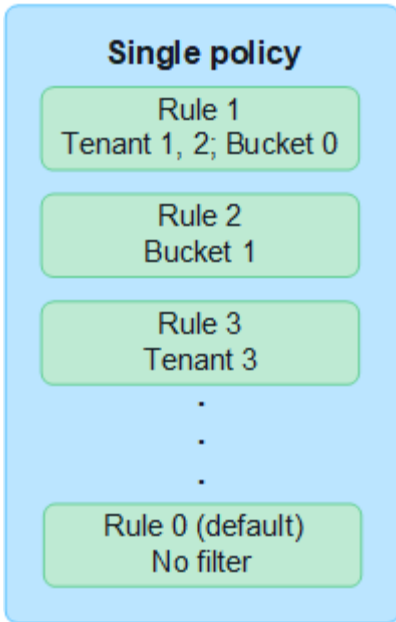 Single policy
Rule 1
Tenant 1, 2; Bucket 0
Rule 2
Bucket 1
Rule 3
Tenant 3
.
.
.
Rule 0 (default)
No filter